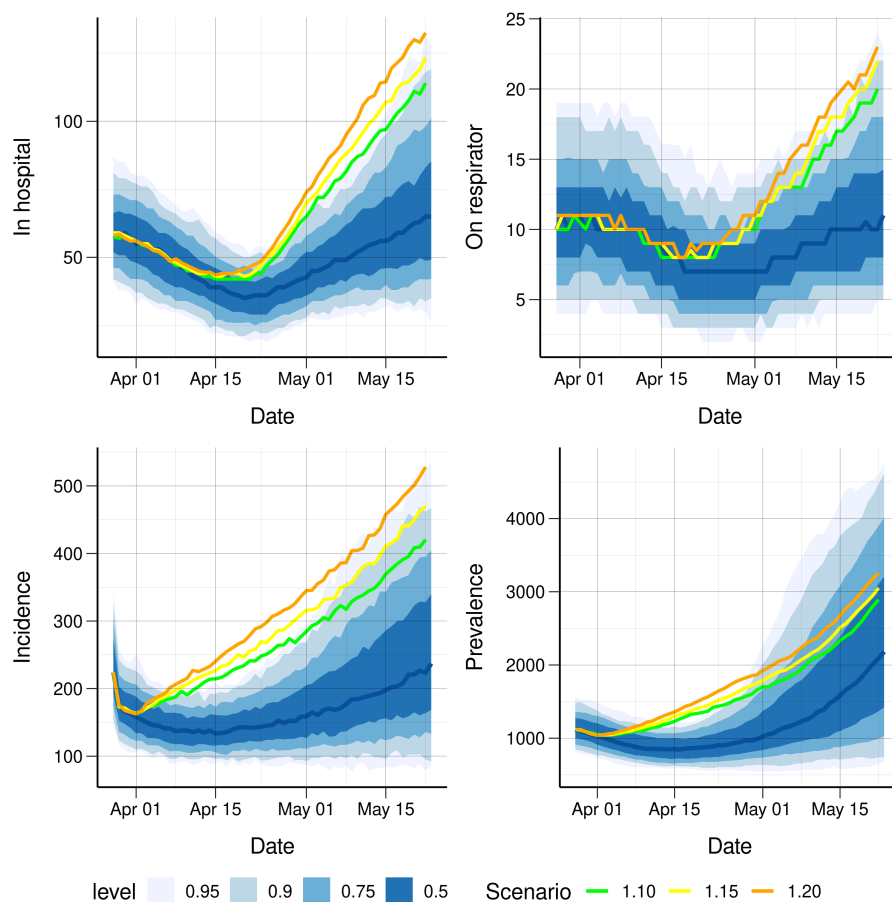 In hospital
100
50
Apr 01 Apr 15 May 01 May 15
Date
On respirator
25
20
15
10
5
Apr 01 Apr 15 May 01 May 15
Date
Incidence
500
400
300
200
100
Apr 01 Apr 15 May 01 May 15
Date
Prevalence
4000
3000
2000
1000
Apr 01 Apr 15 May 01 May 15
Date
level 0.95 0.9 0.75 0.5 Scenario 1.10 1.15 1.20